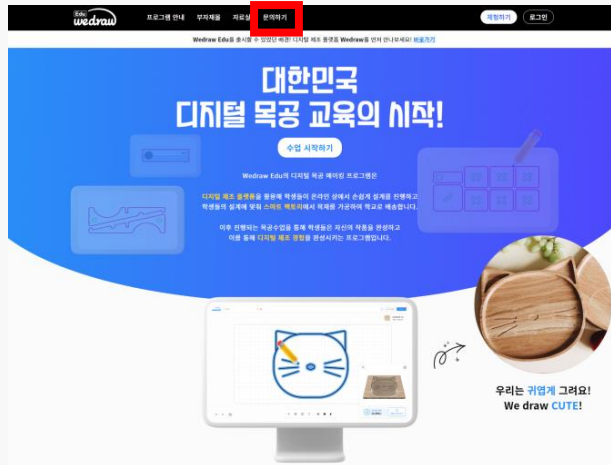 Edu
wedraw
프로그램 안내 부자재몰 자료실 문의하기
체험하기 로그인
Wedraw Edu를 출시할 수 있었던 배경! 디지털 제조 플랫폼 Wedraw를 먼저 만나보세요! 바로가기
대한민국
디지털 목공 교육의 시작!
수업 시작하기
Wedraw Edu의 디지털 목공 메이킹 프로그램은
디지털 제조 플랫폼을 활용해 학생들이 온라인 상에서 손쉽게 설계를 진행하고
학생들의 설계에 맞춰 스마트 팩토리에서 목재를 가공하여 학교로 배송합니다.
이후 진행되는 목공수업을 통해 학생들은 자신의 작품을 완성하고
이를 통해 디지털 제조 경험을 완성시키는 프로그램입니다.
우리는 귀엽게 그려요!
We draw CUTE!